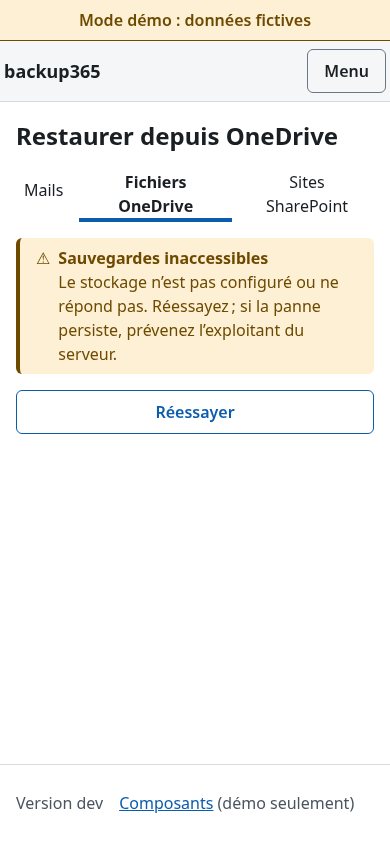 Mode démo : données fictives
backup365
Menu
Restaurer depuis OneDrive
Mails
Fichiers
OneDrive
Sites
SharePoint
⚠ Sauvegardes inaccessibles
Le stockage n’est pas configuré ou ne
répond pas. Réessayez ; si la panne
persiste, prévenez l’exploitant du
serveur.
Réessayer
Version dev Composants (démo seulement)